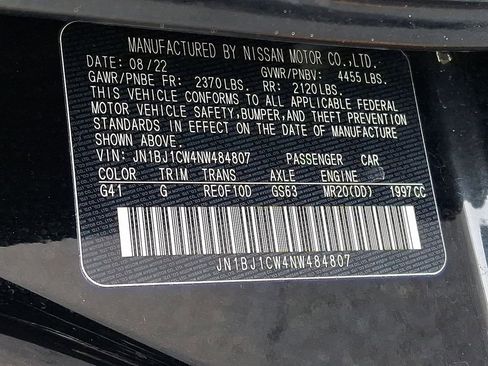 MANUFACTURED BY NISSAN MOTOR CO.,LTD.
DATE: 08/22 GVWR/PNBV: 4455 LBS.
GAWR/PNBE FR: 2370 LBS. RR: 2120 LBS.
THIS VEHICLE CONFORMS TO ALL APPLICABLE FEDERAL
MOTOR VEHICLE SAFETY,BUMPER,AND THEFT PREVENTION
STANDARDS IN EFFECT ON THE DATE OF MANUFACTURE
SHOWN ABOVE.
VIN: JN1BJ1CW4NW484807 PASSENGER CAR
COLOR TRIM TRANS AXLE ENGINE
G41 G RE0F10D GS63 MR20(DD) 1997CC
JN1BJ1CW4NW484807